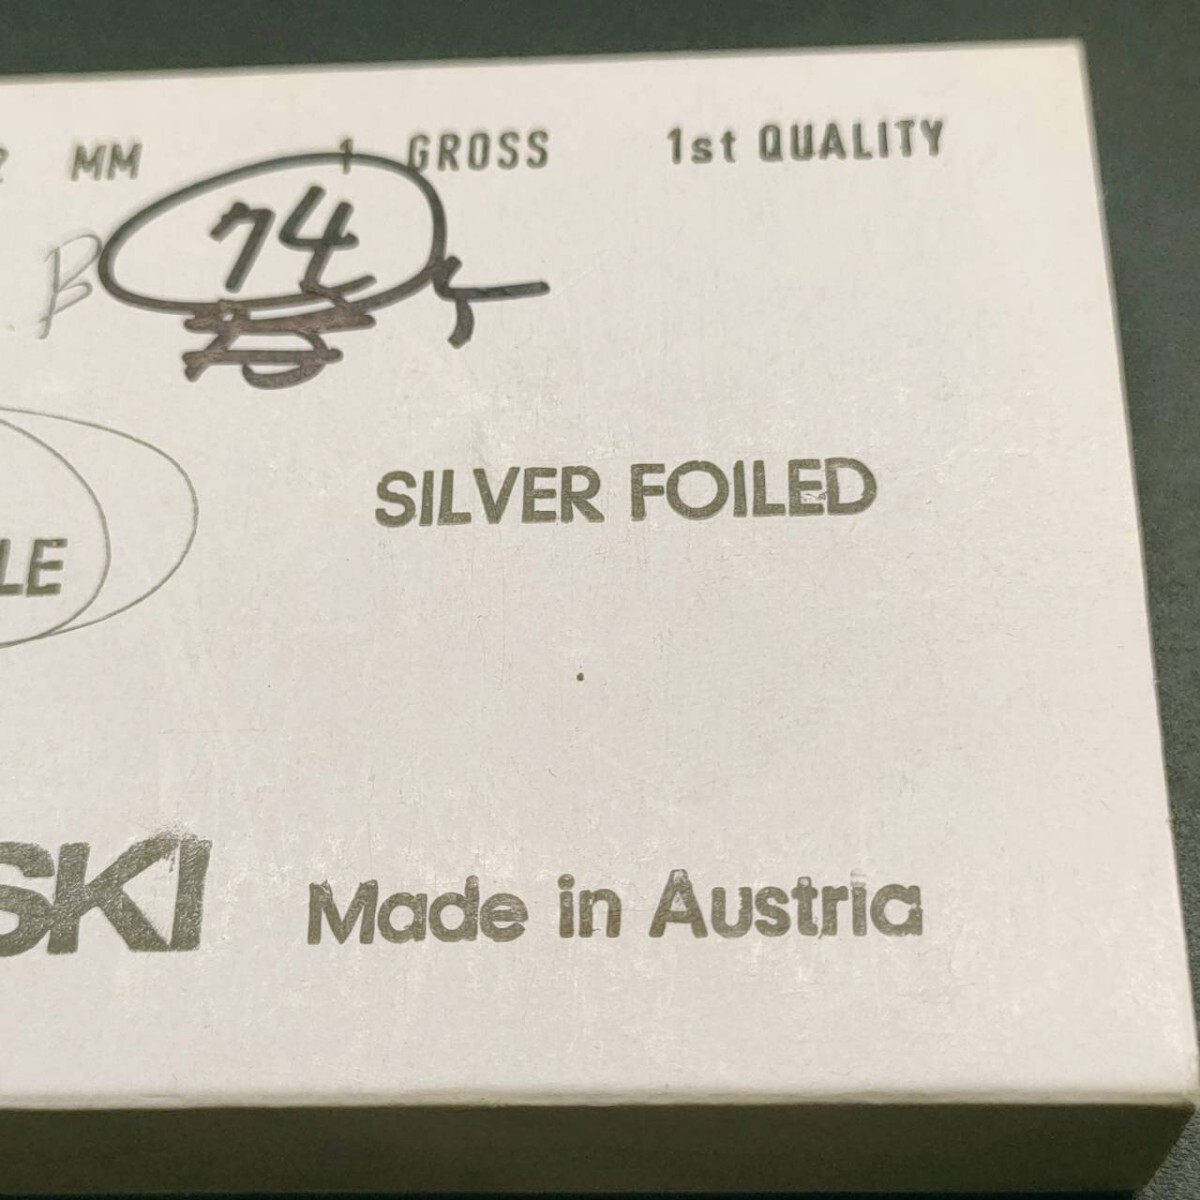 MM 1 GROSS 1st QUALITY
B 74
SILVER FOILED
LE
SKI Made in Austria